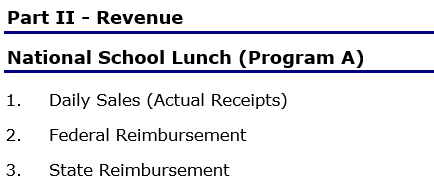 Part II - Revenue
National School Lunch (Program A)
1. Daily Sales (Actual Receipts)
2. Federal Reimbursement
3. State Reimbursement